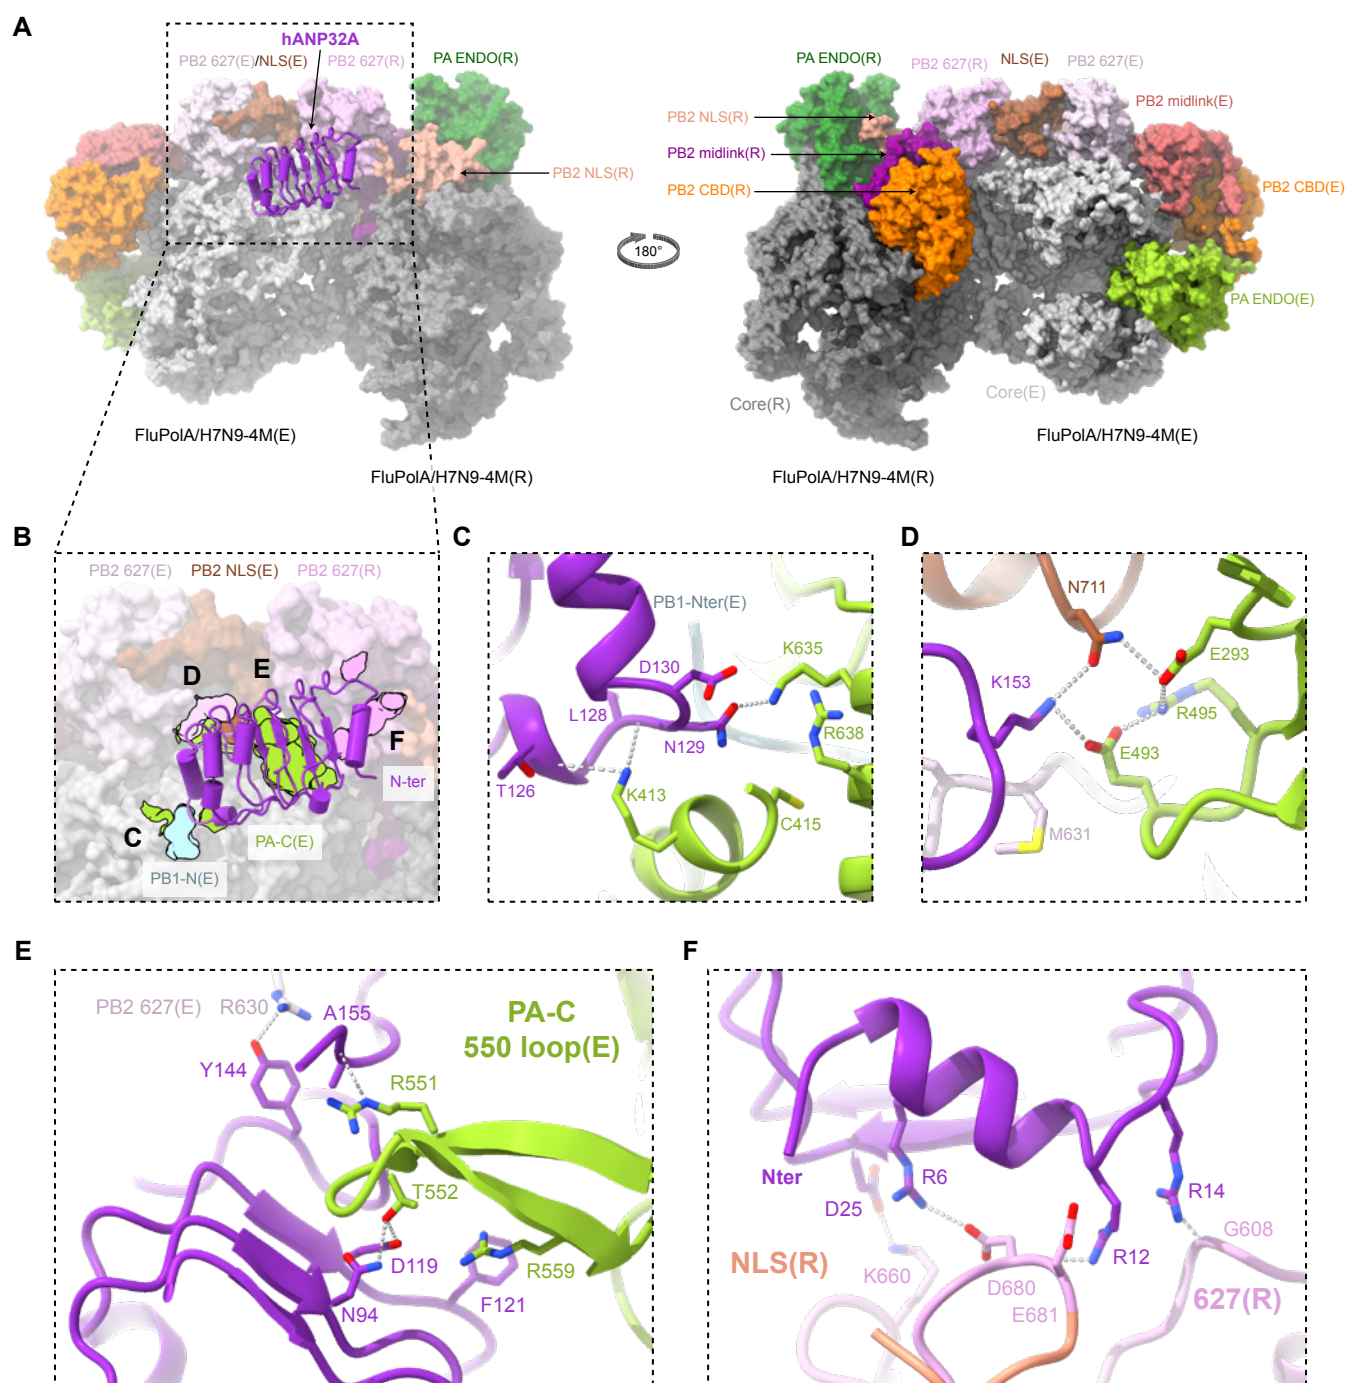 A
hANP32A
PB2 627(E)/NLS(E)
PB2 627(R)
PA ENDO(R)
PB2 NLS(R)
FluPolA/H7N9-4M(E)
FluPolA/H7N9-4M(R)
180°
PA ENDO(R)
PB2 627(R)
NLS(E)
PB2 627(E)
PB2 midlink(E)
PB2 NLS(R)
PB2 midlink(R)
PB2 CBD(R)
PB2 CBD(E)
PA ENDO(E)
Core(R)
Core(E)
FluPolA/H7N9-4M(E)
FluPolA/H7N9-4M(R)
B
PB2 627(E)
PB2 NLS(E)
PB2 627(R)
D
E
F
N-ter
C
PA-C(E)
PB1-N(E)
C
PB1-Nter(E)
K635
D130
L128
N129
R638
T126
K413
C415
D
N711
E293
K153
R495
E493
M631
E
PB2 627(E)
R630
A155
PA-C
550 loop(E)
Y144
R551
T552
D119
R559
N94
F121
F
Nter
R6
D25
R14
G608
R12
NLS(R)
K660
D680
E681
627(R)